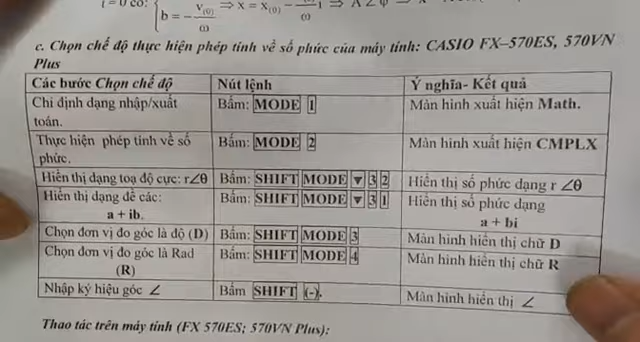 c. Chọn chế độ thực hiện phép tính về số phức của máy tính: CASIO FX–570ES, 570VN
Plus
Các bước Chọn chế độ | Nút lệnh | Ý nghĩa- Kết quả
Chỉ định dạng nhập/xuất toán. | Bấm: MODE 1 | Màn hình xuất hiện Math.
Thực hiện phép tính về số phức. | Bấm: MODE 2 | Màn hình xuất hiện CMPLX
Hiển thị dạng toạ độ cực: r∠θ | Bấm: SHIFT MODE ▼ 3 2 | Hiển thị số phức dạng r ∠θ
Hiển thị dạng đề các: a + ib. | Bấm: SHIFT MODE ▼ 3 1 | Hiển thị số phức dạng a + bi
Chọn đơn vị đo góc là độ (D) | Bấm: SHIFT MODE 3 | Màn hình hiển thị chữ D
Chọn đơn vị đo góc là Rad (R) | Bấm: SHIFT MODE 4 | Màn hình hiển thị chữ R
Nhập ký hiệu góc ∠ | Bấm SHIFT (-). | Màn hình hiển thị ∠
Thao tác trên máy tính (FX 570ES; 570VN Plus):